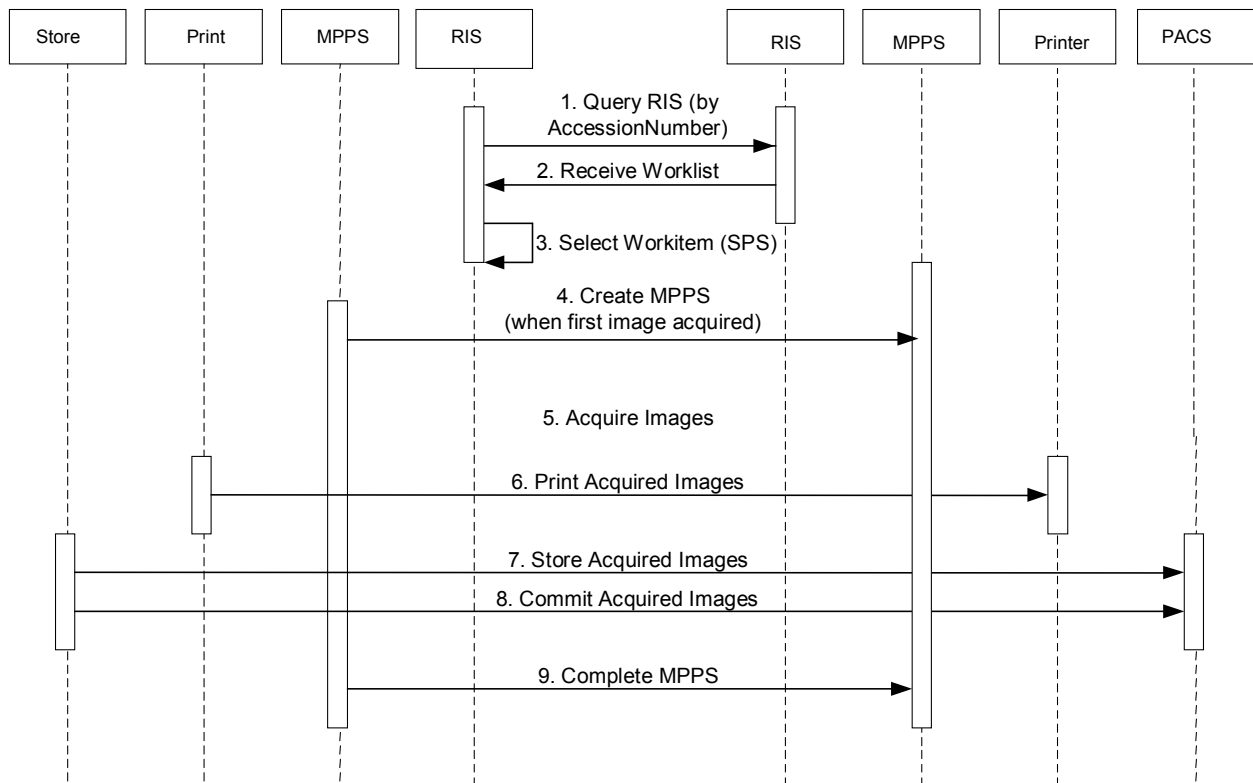 Store
Print
MPPS
RIS
RIS
MPPS
Printer
PACS
1. Query RIS (by
AccessionNumber)
2. Receive Worklist
3. Select Workitem (SPS)
4. Create MPPS
(when first image acquired)
5. Acquire Images
6. Print Acquired Images
7. Store Acquired Images
8. Commit Acquired Images
9. Complete MPPS